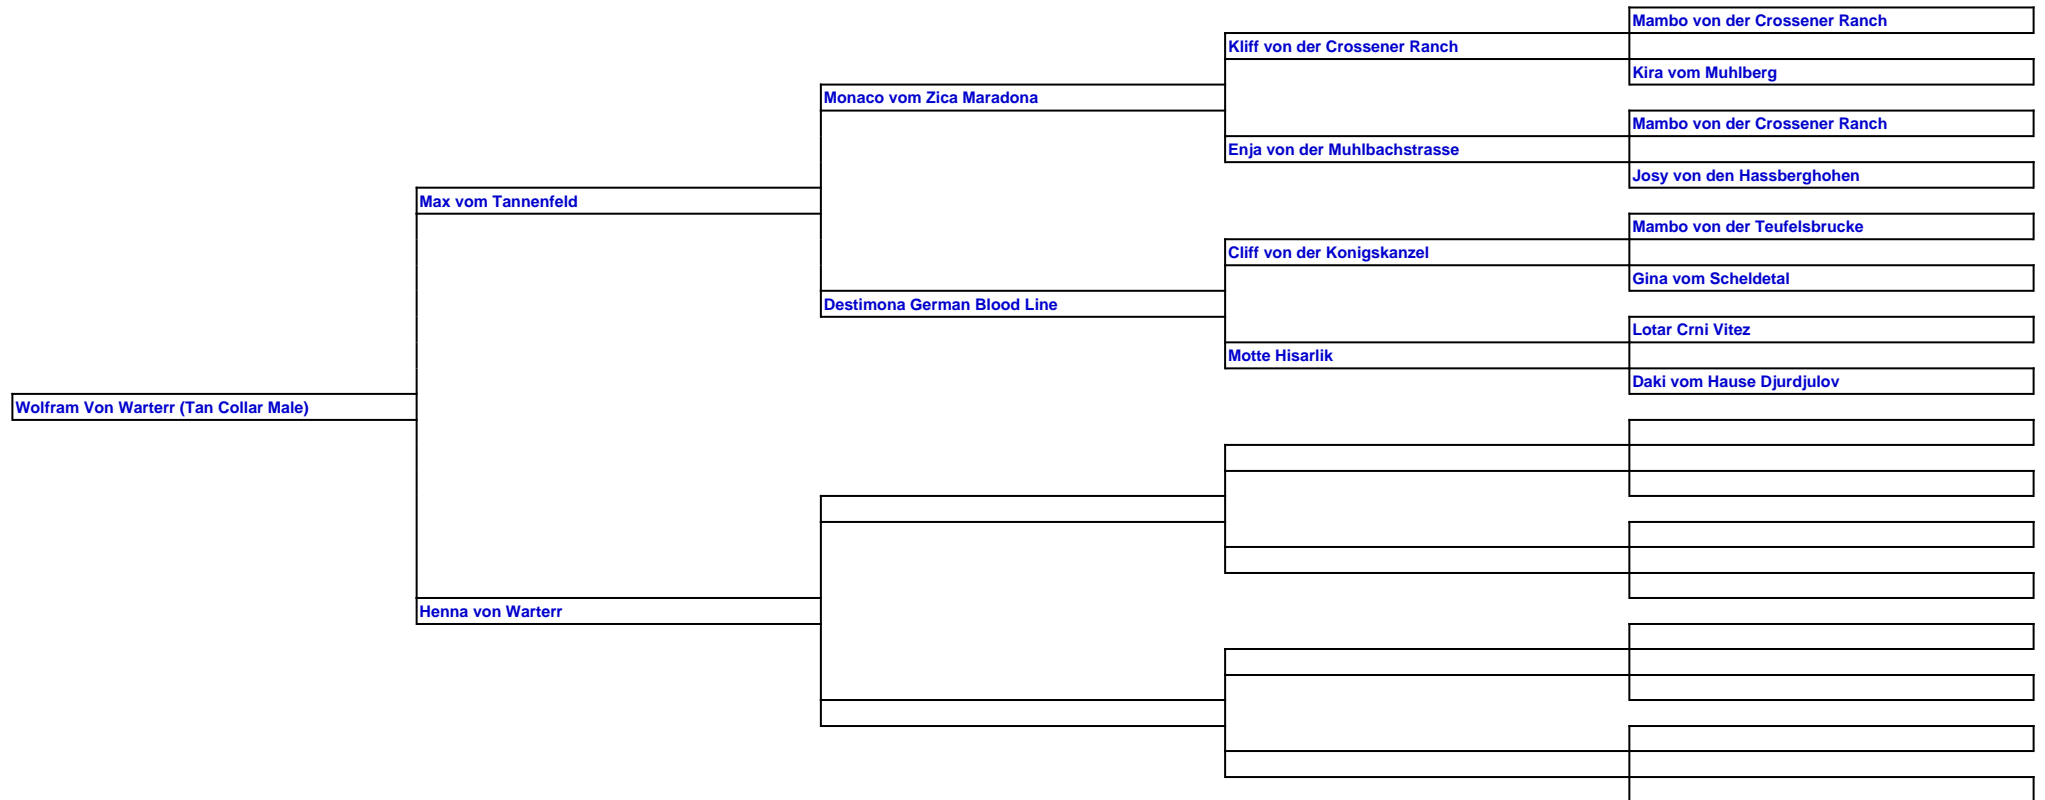 Mambo von der Crossener Ranch
Kliff von der Crossener Ranch
Kira vom Muhlberg
Monaco vom Zica Maradona
Mambo von der Crossener Ranch
Enja von der Muhlbachstrasse
Josy von den Hassberghohen
Max vom Tannenfeld
Mambo von der Teufelsbrucke
Cliff von der Konigskanzel
Gina vom Scheldetal
Destimona German Blood Line
Lotar Crni Vitez
Motte Hisarlik
Daki vom Hause Djurdjulov
Wolfram Von Warterr (Tan Collar Male)
Henna von Warterr